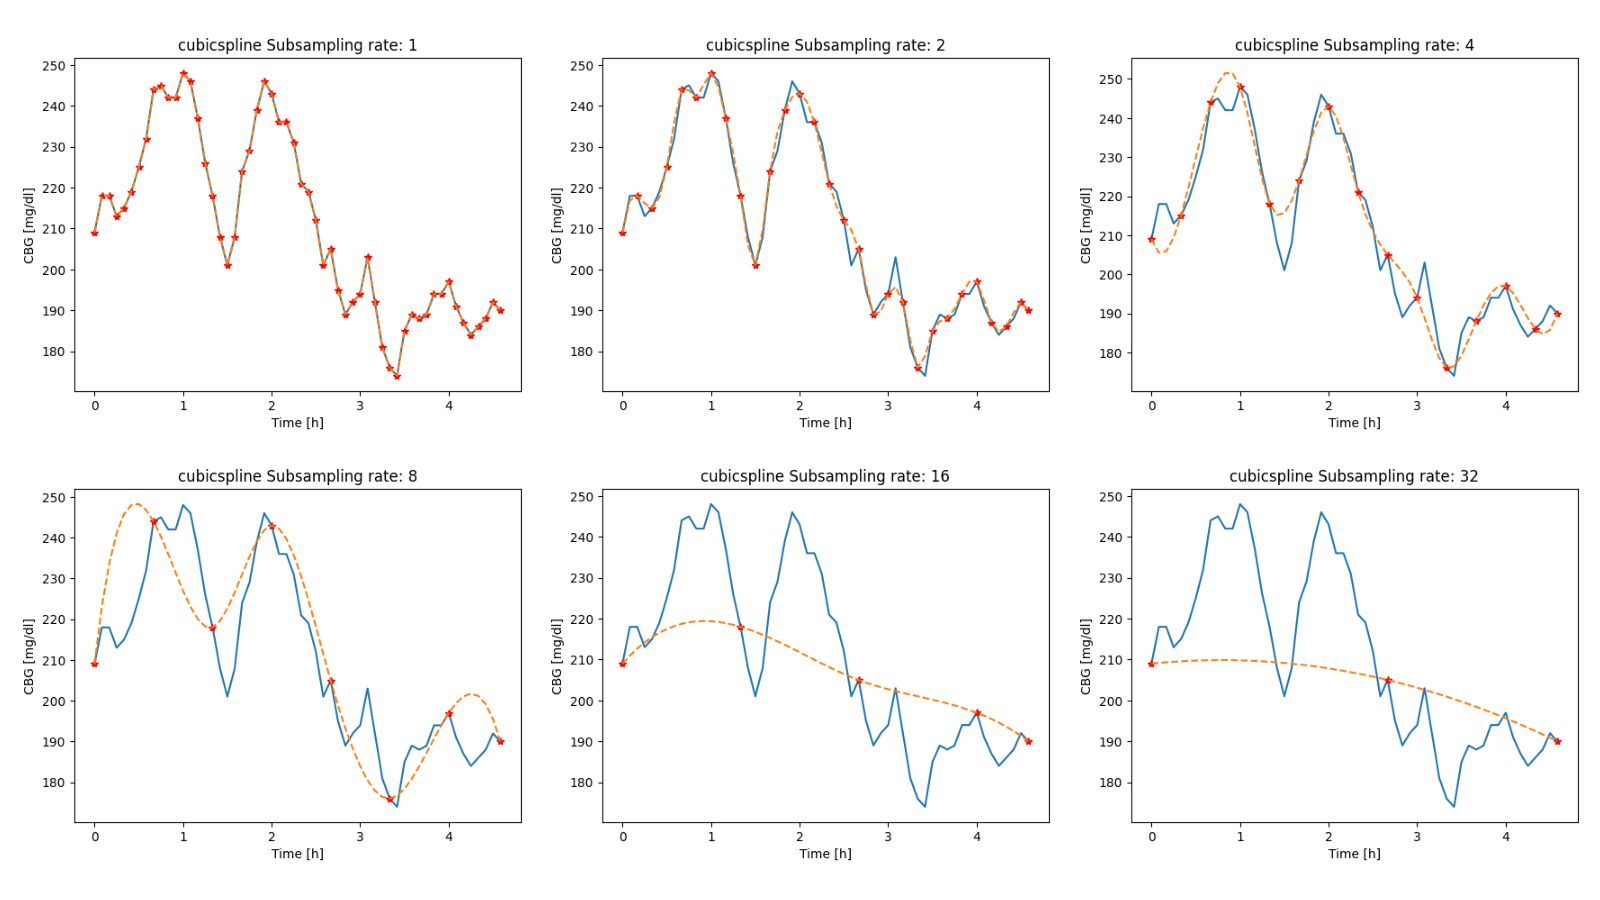 cubicspline Subsampling rate: 1
250
240
230
220
210
200
190
180
CBG [mg/dl]
0 1 2 3 4
Time [h]
cubicspline Subsampling rate: 2
250
240
230
220
210
200
190
180
CBG [mg/dl]
0 1 2 3 4
Time [h]
cubicspline Subsampling rate: 4
250
240
230
220
210
200
190
180
CBG [mg/dl]
0 1 2 3 4
Time [h]
cubicspline Subsampling rate: 8
250
240
230
220
210
200
190
180
CBG [mg/dl]
0 1 2 3 4
Time [h]
cubicspline Subsampling rate: 16
250
240
230
220
210
200
190
180
CBG [mg/dl]
0 1 2 3 4
Time [h]
cubicspline Subsampling rate: 32
250
240
230
220
210
200
190
180
CBG [mg/dl]
0 1 2 3 4
Time [h]